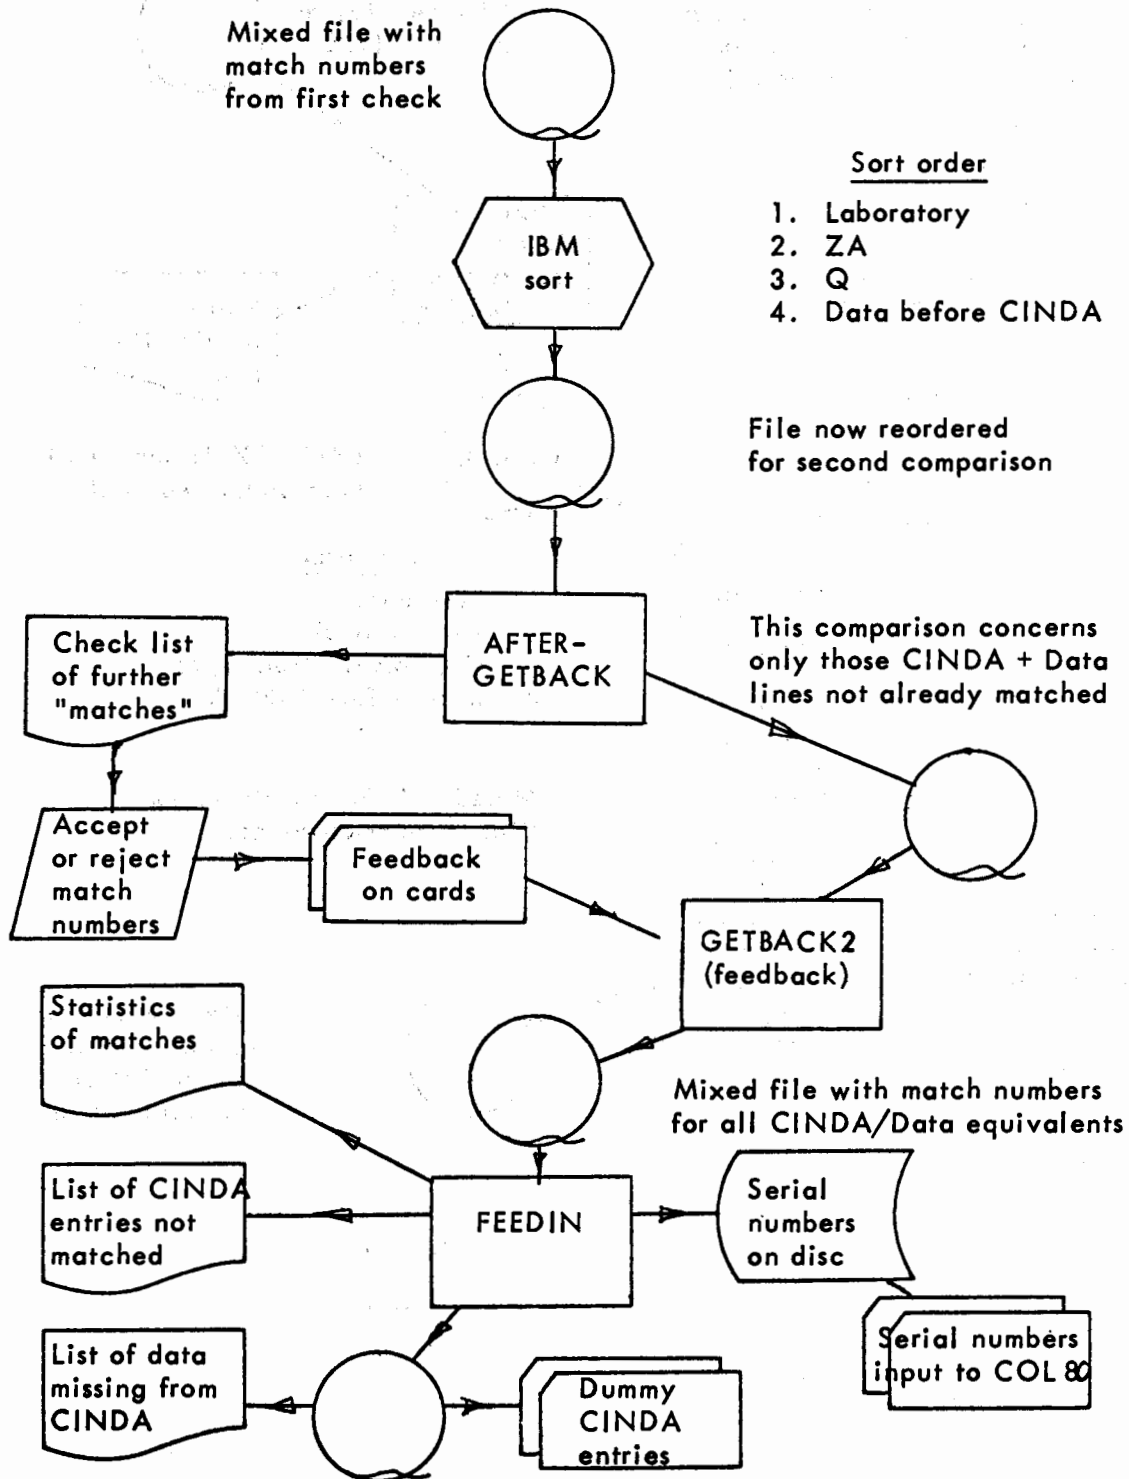 Mixed file with
match numbers
from first check
Sort order
1. Laboratory
2. ZA
3. Q
4. Data before CINDA
IBM
sort
File now reordered
for second comparison
AFTER-
GETBACK
This comparison concerns
only those CINDA + Data
lines not already matched
Check list
of further
"matches"
Accept
or reject
match
numbers
Feedback
on cards
GETBACK2
(feedback)
Statistics
of matches
Mixed file with match numbers
for all CINDA/Data equivalents
List of CINDA
entries not
matched
FEEDIN
Serial
numbers
on disc
Serial numbers
input to COL 80
List of data
missing from
CINDA
Dummy
CINDA
entries